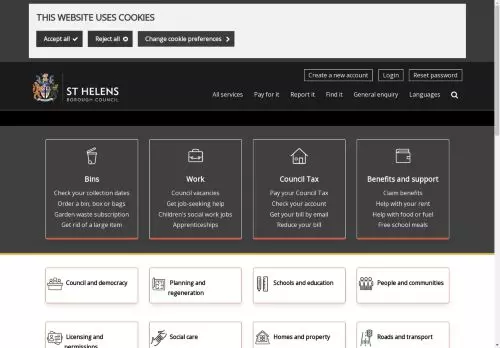 THIS WEBSITE USES COOKIES
Accept all
Reject all
Change cookie preferences
Create a new account
Login
Reset password
ST HELENS
BOROUGH COUNCIL
All services
Pay for it
Report it
Find it
General enquiry
Languages
Bins
Check your collection dates
Order a bin, box or bags
Garden waste subscription
Get rid of a large item
Work
Council vacancies
Get job-seeking help
Children's social work jobs
Apprenticeships
Council Tax
Pay your Council Tax
Check your account
Get your bill by email
Reduce your bill
Benefits and support
Claim benefits
Help with your rent
Help with food or fuel
Free school meals
Council and democracy
Planning and
regeneration
Schools and education
People and communities
Licensing and
permissions
Social care
Homes and property
Roads and transport